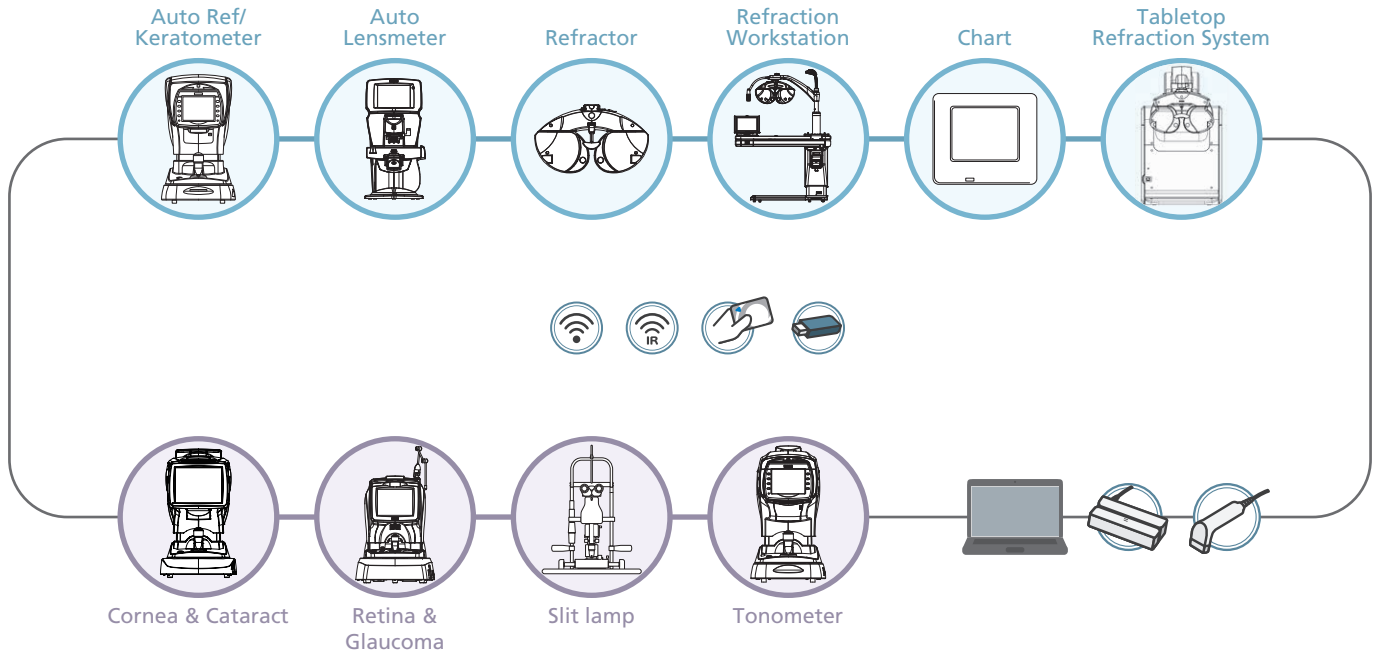 Auto Ref/
Keratometer
Auto
Lensmeter
Refractor
Refraction
Workstation
Chart
Tabletop
Refraction System
IR
Cornea & Cataract
Retina &
Glaucoma
Slit lamp
Tonometer